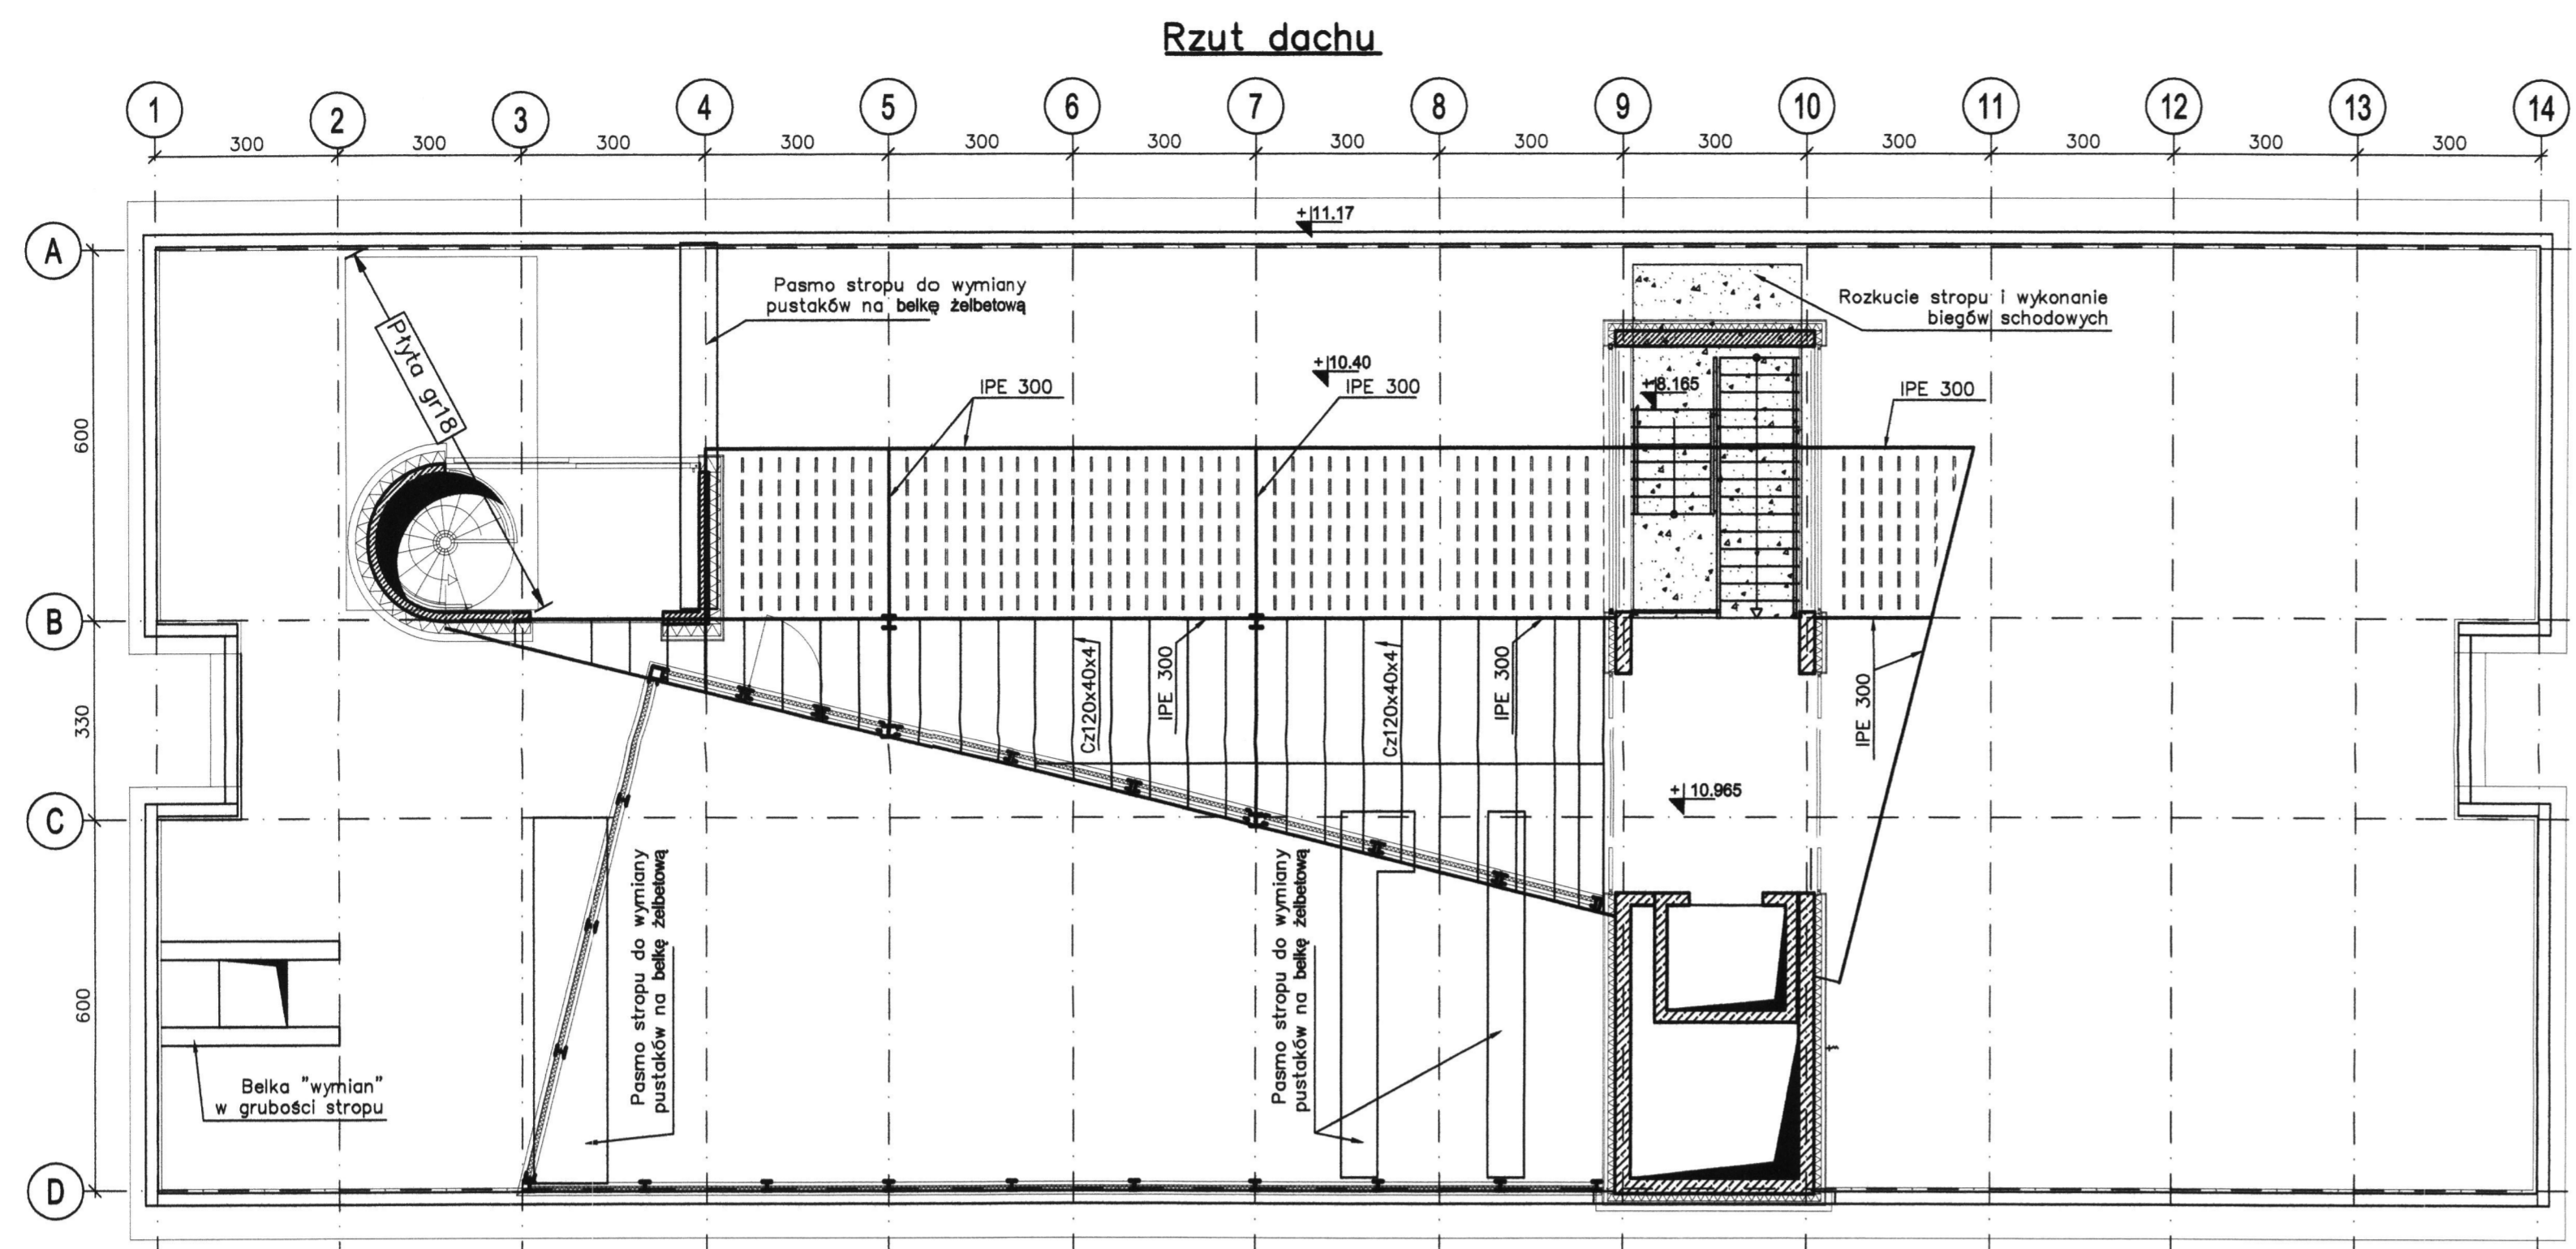 Rzut dachu
1 2 3 4 5 6 7 8 9 10 11 12 13 14
300 300 300 300 300 300 300 300 300 300 300 300 300
+11.17
A
Pasmo stropu do wymiany
pustaków na belkę żelbetową
Rozkucie stropu i wykonanie
biegów schodowych
Płyta gr18
+10.40
IPE 300
IPE 300
+8.165
IPE 300
600
B
Cz120x40x4
IPE 300
Cz120x40x4
IPE 300
IPE 300
330
+10.965
C
Pasmo stropu do wymiany
pustaków na belkę żelbetową
Pasmo stropu do wymiany
pustaków na belkę żelbetową
600
Belka "wymian"
w grubości stropu
D